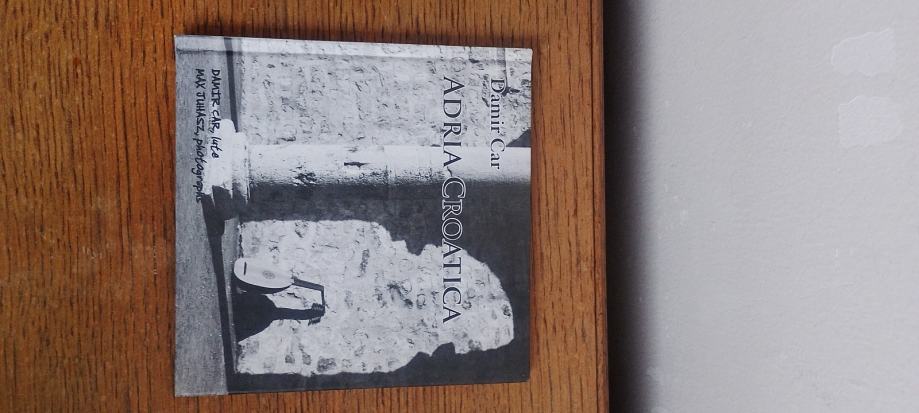 Damir Car
ADRIA CROATICA
DAMIR CAR, lute
MAX JUHASZ, photographs